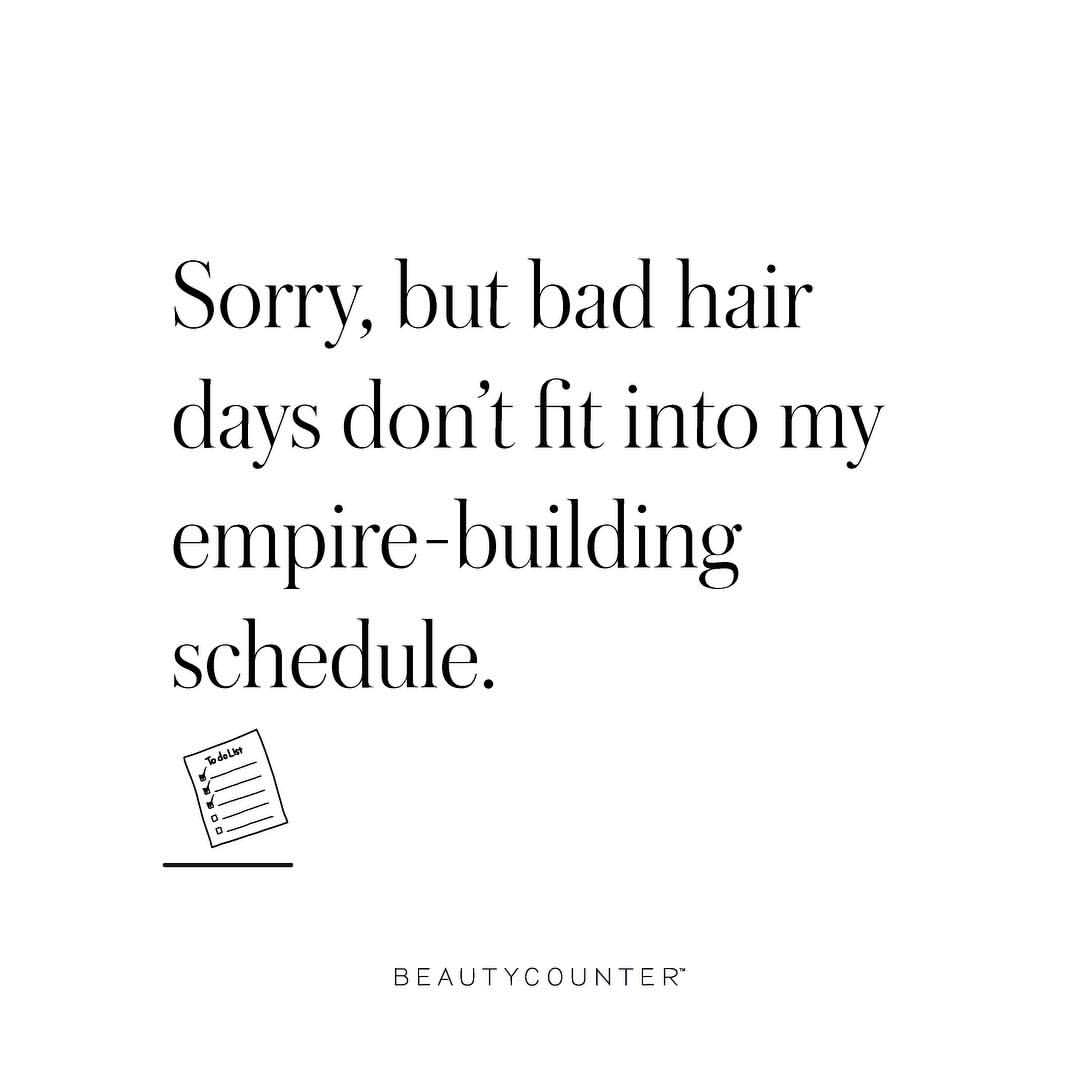 Sorry, but bad hair
days don’t fit into my
empire-building
schedule.
To do List
BEAUTYCOUNTER™